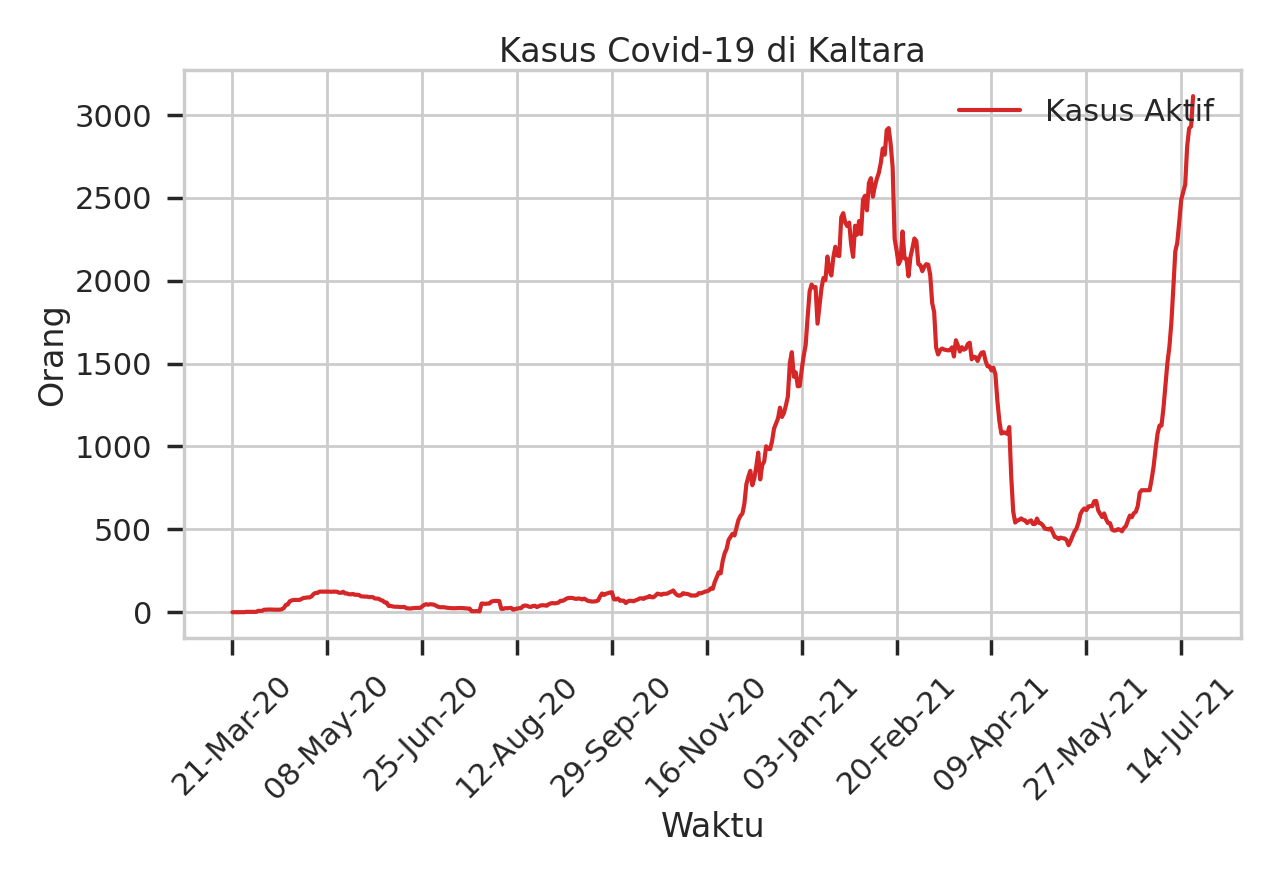 Kasus Covid-19 di Kaltara
Kasus Aktif
3000
2500
2000
1500
1000
500
0
Orang
21-Mar-20
08-May-20
25-Jun-20
12-Aug-20
29-Sep-20
16-Nov-20
03-Jan-21
20-Feb-21
09-Apr-21
27-May-21
14-Jul-21
Waktu